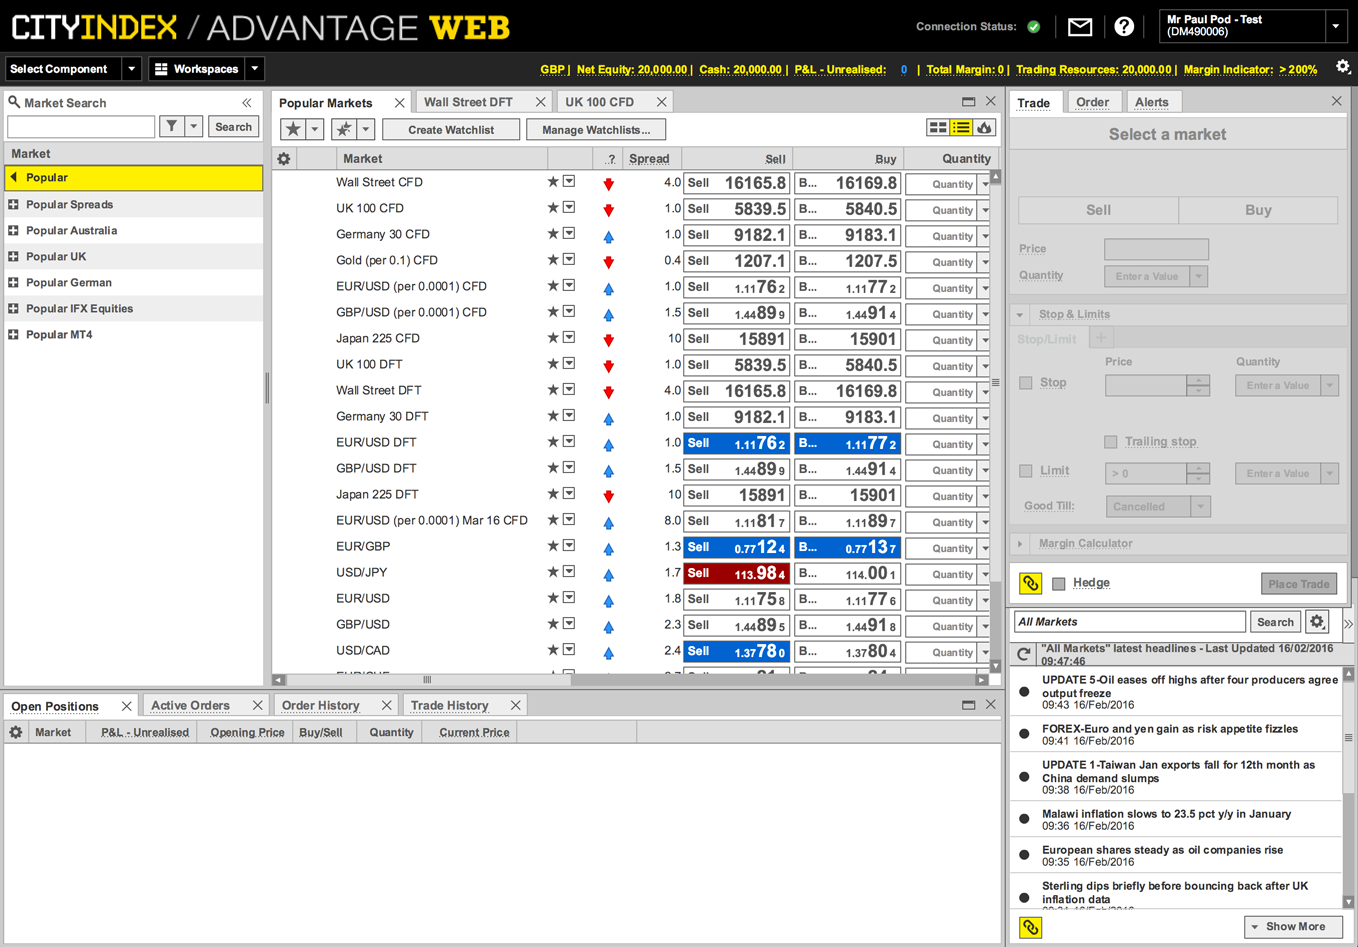 CITYINDEX / ADVANTAGE WEB
Connection Status:
Mr Paul Pod - Test
(DM490006)
Select Component
Workspaces
GBP | Net Equity: 20,000.00 | Cash: 20,000.00 | P&L - Unrealised: 0 | Total Margin: 0 | Trading Resources: 20,000.00 | Margin Indicator: > 200%
Market Search
Search
Market
Popular
Popular Spreads
Popular Australia
Popular UK
Popular German
Popular IFX Equities
Popular MT4
Popular Markets
Wall Street DFT
UK 100 CFD
Create Watchlist
Manage Watchlists...
Market ..? Spread Sell Buy Quantity
Wall Street CFD 4.0 Sell 16165.8 B... 16169.8 Quantity
UK 100 CFD 1.0 Sell 5839.5 B... 5840.5 Quantity
Germany 30 CFD 1.0 Sell 9182.1 B... 9183.1 Quantity
Gold (per 0.1) CFD 0.4 Sell 1207.1 B... 1207.5 Quantity
EUR/USD (per 0.0001) CFD 1.0 Sell 1.11762 B... 1.11772 Quantity
GBP/USD (per 0.0001) CFD 1.5 Sell 1.44899 B... 1.44914 Quantity
Japan 225 CFD 10 Sell 15891 B... 15901 Quantity
UK 100 DFT 1.0 Sell 5839.5 B... 5840.5 Quantity
Wall Street DFT 4.0 Sell 16165.8 B... 16169.8 Quantity
Germany 30 DFT 1.0 Sell 9182.1 B... 9183.1 Quantity
EUR/USD DFT 1.0 Sell 1.11762 B... 1.11772 Quantity
GBP/USD DFT 1.5 Sell 1.44899 B... 1.44914 Quantity
Japan 225 DFT 10 Sell 15891 B... 15901 Quantity
EUR/USD (per 0.0001) Mar 16 CFD 8.0 Sell 1.11817 B... 1.11897 Quantity
EUR/GBP 1.3 Sell 0.77124 B... 0.77137 Quantity
USD/JPY 1.7 Sell 113.984 B... 114.001 Quantity
EUR/USD 1.8 Sell 1.11758 B... 1.11776 Quantity
GBP/USD 2.3 Sell 1.44895 B... 1.44918 Quantity
USD/CAD 2.4 Sell 1.37780 B... 1.37804 Quantity
Trade
Order
Alerts
Select a market
Sell
Buy
Price
Quantity Enter a Value
Stop & Limits
Stop/Limit +
Price Quantity
Stop Enter a Value
Trailing stop
Limit > 0 Enter a Value
Good Till: Cancelled
Margin Calculator
Hedge
Place Trade
All Markets
Search
"All Markets" latest headlines - Last Updated 16/02/2016
09:47:46
UPDATE 5-Oil eases off highs after four producers agree
output freeze
09:43 16/Feb/2016
FOREX-Euro and yen gain as risk appetite fizzles
09:41 16/Feb/2016
UPDATE 1-Taiwan Jan exports fall for 12th month as
China demand slumps
09:38 16/Feb/2016
Malawi inflation slows to 23.5 pct y/y in January
09:36 16/Feb/2016
European shares steady as oil companies rise
09:35 16/Feb/2016
Sterling dips briefly before bouncing back after UK
inflation data
Show More
Open Positions
Active Orders
Order History
Trade History
Market P&L - Unrealised Opening Price Buy/Sell Quantity Current Price